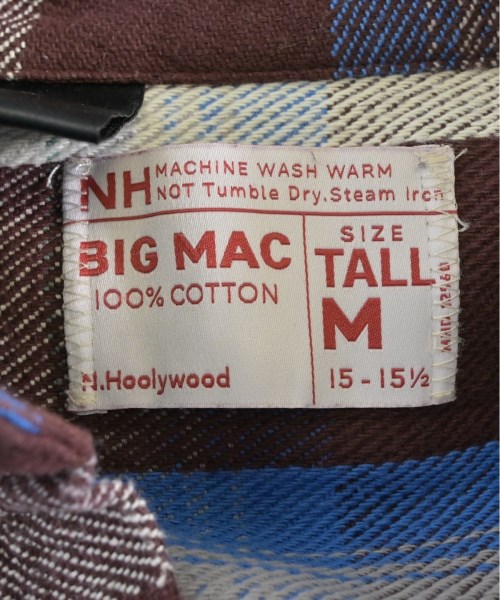 NH
MACHINE WASH WARM
NOT Tumble Dry.Steam Iron
BIG MAC
100% COTTON
N.Hoolywood
SIZE
TALL
M
15 - 15½